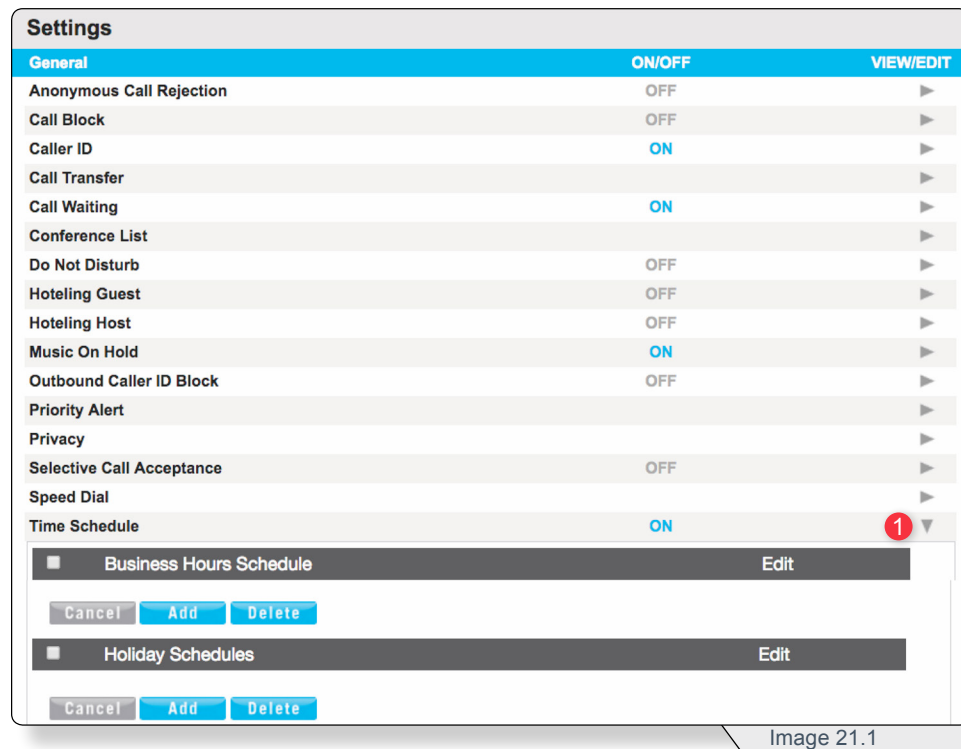 Settings
General ON/OFF VIEW/EDIT
Anonymous Call Rejection OFF
Call Block OFF
Caller ID ON
Call Transfer
Call Waiting ON
Conference List
Do Not Disturb OFF
Hoteling Guest OFF
Hoteling Host OFF
Music On Hold ON
Outbound Caller ID Block OFF
Priority Alert
Privacy
Selective Call Acceptance OFF
Speed Dial
Time Schedule ON 1
Business Hours Schedule Edit
Cancel Add Delete
Holiday Schedules Edit
Cancel Add Delete
Image 21.1